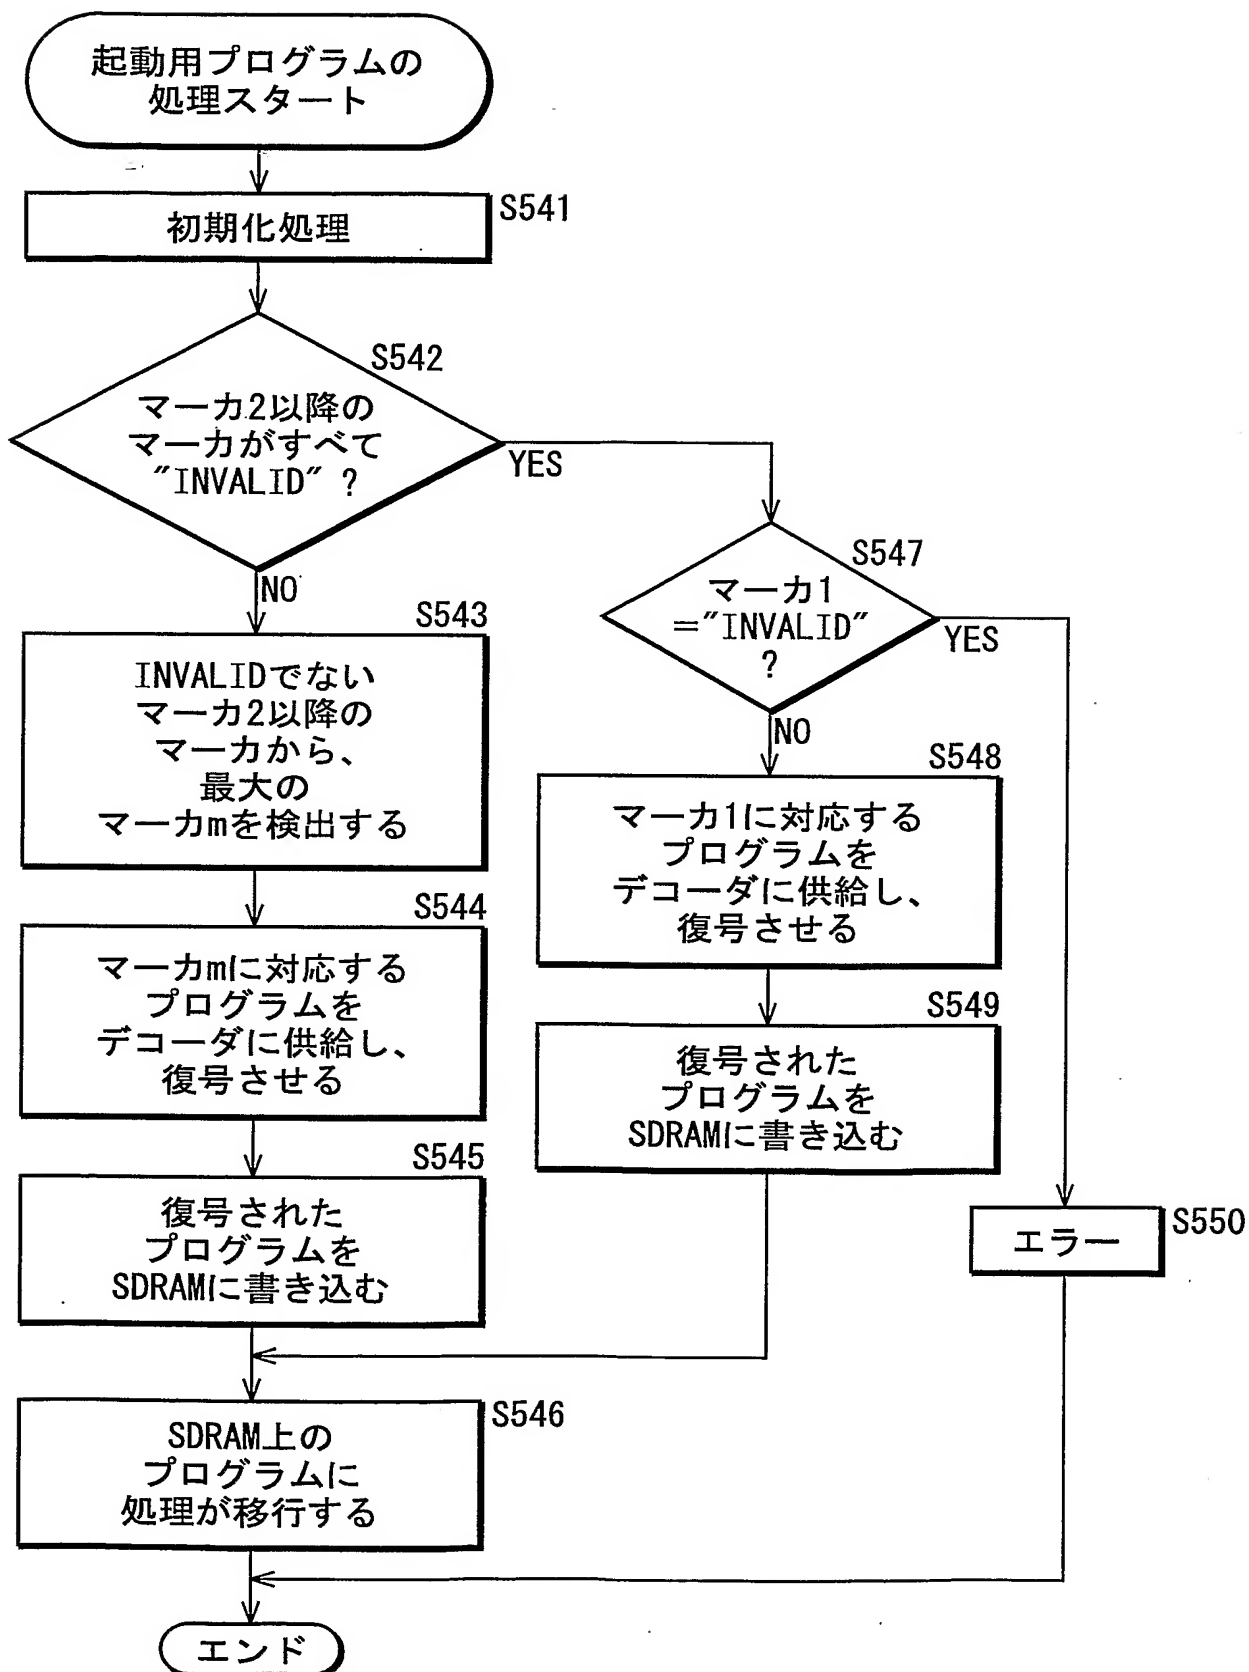 起動用プログラムの
処理スタート
S541
初期化処理
S542
マーカ2以降の
マーカがすべて
"INVALID" ?
YES
NO
S543
INVALIDでない
マーカ2以降の
マーカから、
最大の
マーカmを検出する
S544
マーカmに対応する
プログラムを
デコーダに供給し、
復号させる
S545
復号された
プログラムを
SDRAMに書き込む
S546
SDRAM上の
プログラムに
処理が移行する
S547
マーカ1
="INVALID"
?
YES
NO
S548
マーカ1に対応する
プログラムを
デコーダに供給し、
復号させる
S549
復号された
プログラムを
SDRAMに書き込む
S550
エラー
エンド